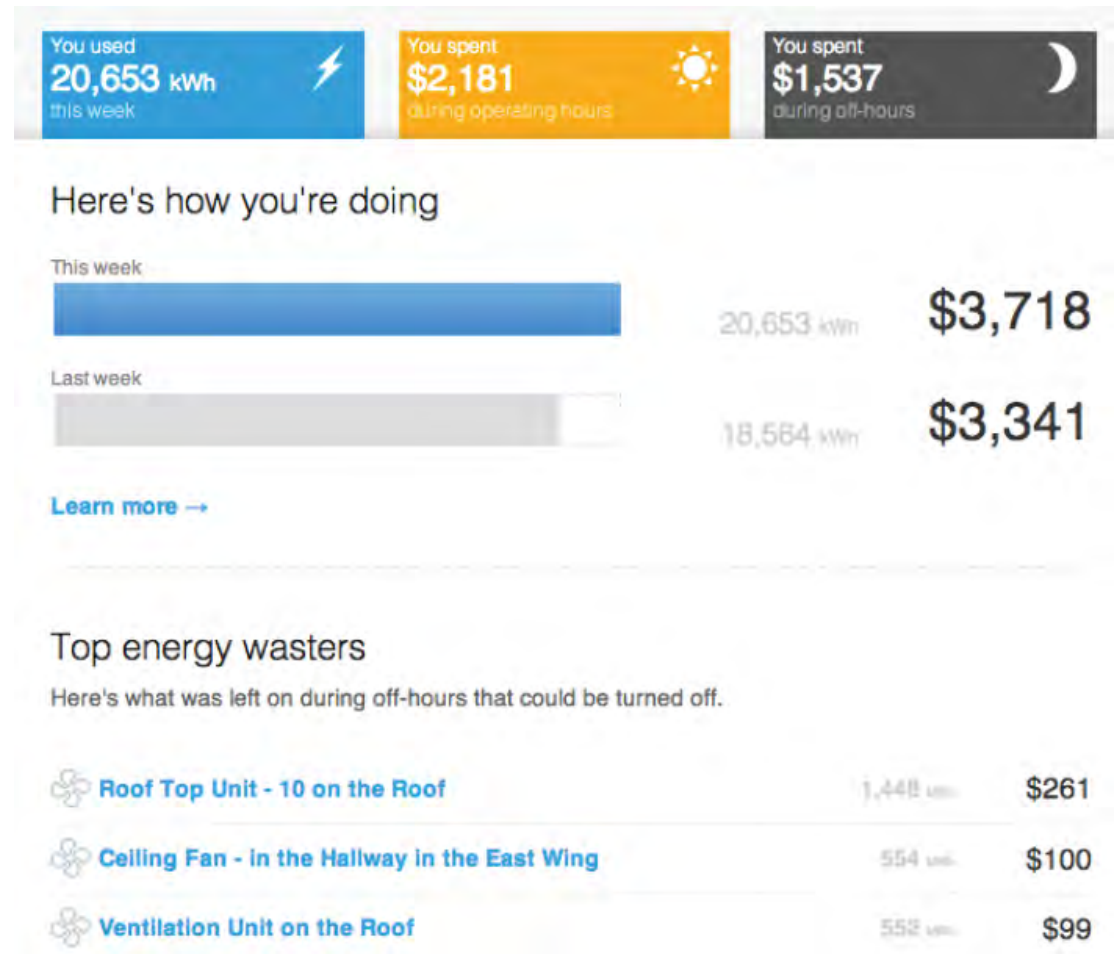 You used
20,653 kWh
this week
You spent
$2,181
during operating hours
You spent
$1,537
during off-hours
Here's how you're doing
This week
20,653 kWh
$3,718
Last week
18,564 kWh
$3,341
Learn more →
Top energy wasters
Here's what was left on during off-hours that could be turned off.
Roof Top Unit - 10 on the Roof
1,448
$261
Ceiling Fan - in the Hallway in the East Wing
554
$100
Ventilation Unit on the Roof
552
$99